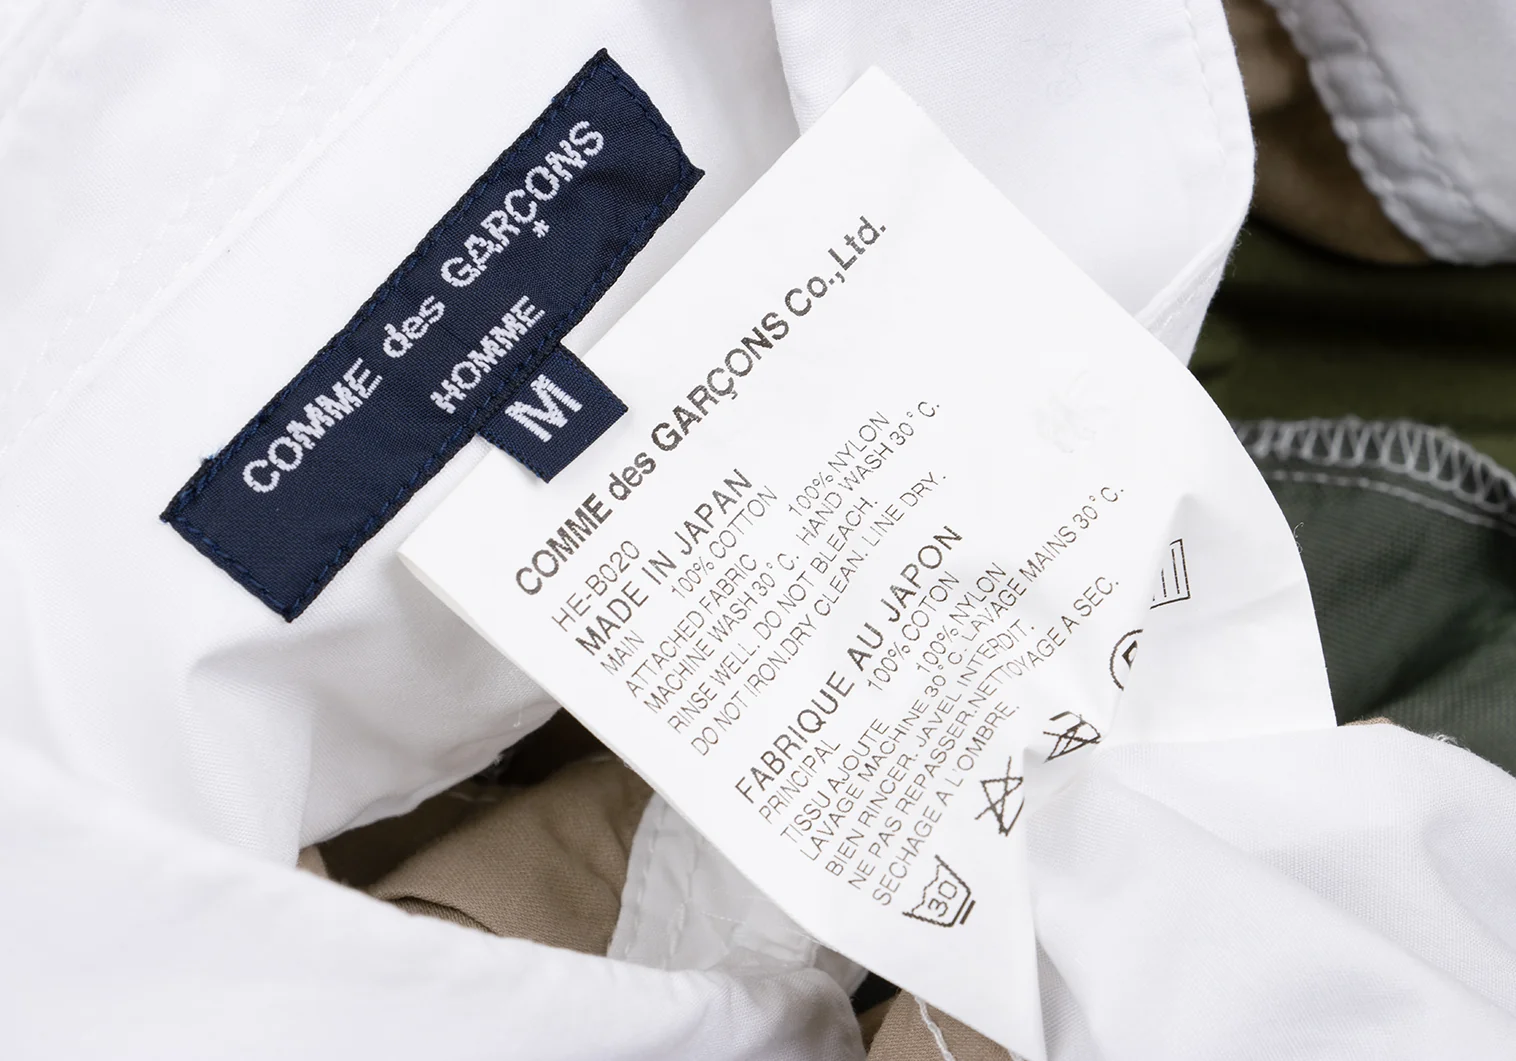 COMME des GARÇONS
*
HOMME
M
COMME des GARÇONS Co.,Ltd.
HE-B020
MADE IN JAPAN
MAIN 100% COTTON
ATTACHED FABRIC 100% NYLON
MACHINE WASH 30°C. HAND WASH 30°C.
RINSE WELL. DO NOT BLEACH.
DO NOT IRON.DRY CLEAN. LINE DRY.
FABRIQUE AU JAPON
PRINCIPAL 100% COTON
TISSU AJOUTE 100% NYLON
LAVAGE MACHINE 30°C. LAVAGE MAINS 30°C.
BIEN RINCER. JAVEL INTERDIT.
NE PAS REPASSER.NETTOYAGE A SEC.
SECHAGE A L OMBRE.
30